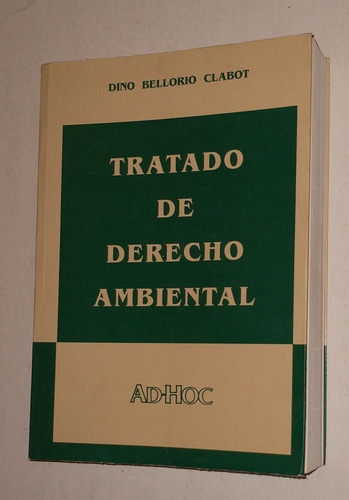 DINO BELLORIO CLABOT
TRATADO
DE
DERECHO
AMBIENTAL
AD-HOC